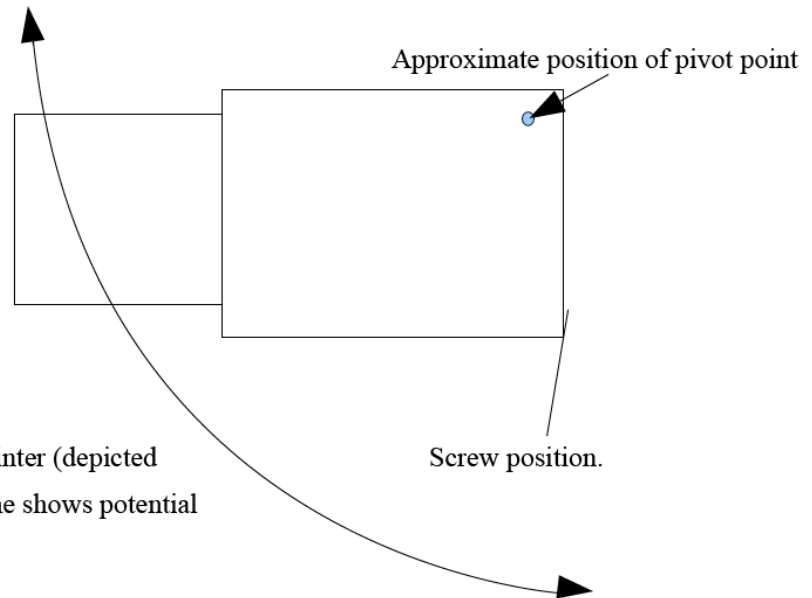 Approximate position of pivot point
inter (depicted
Screw position.
ne shows potential